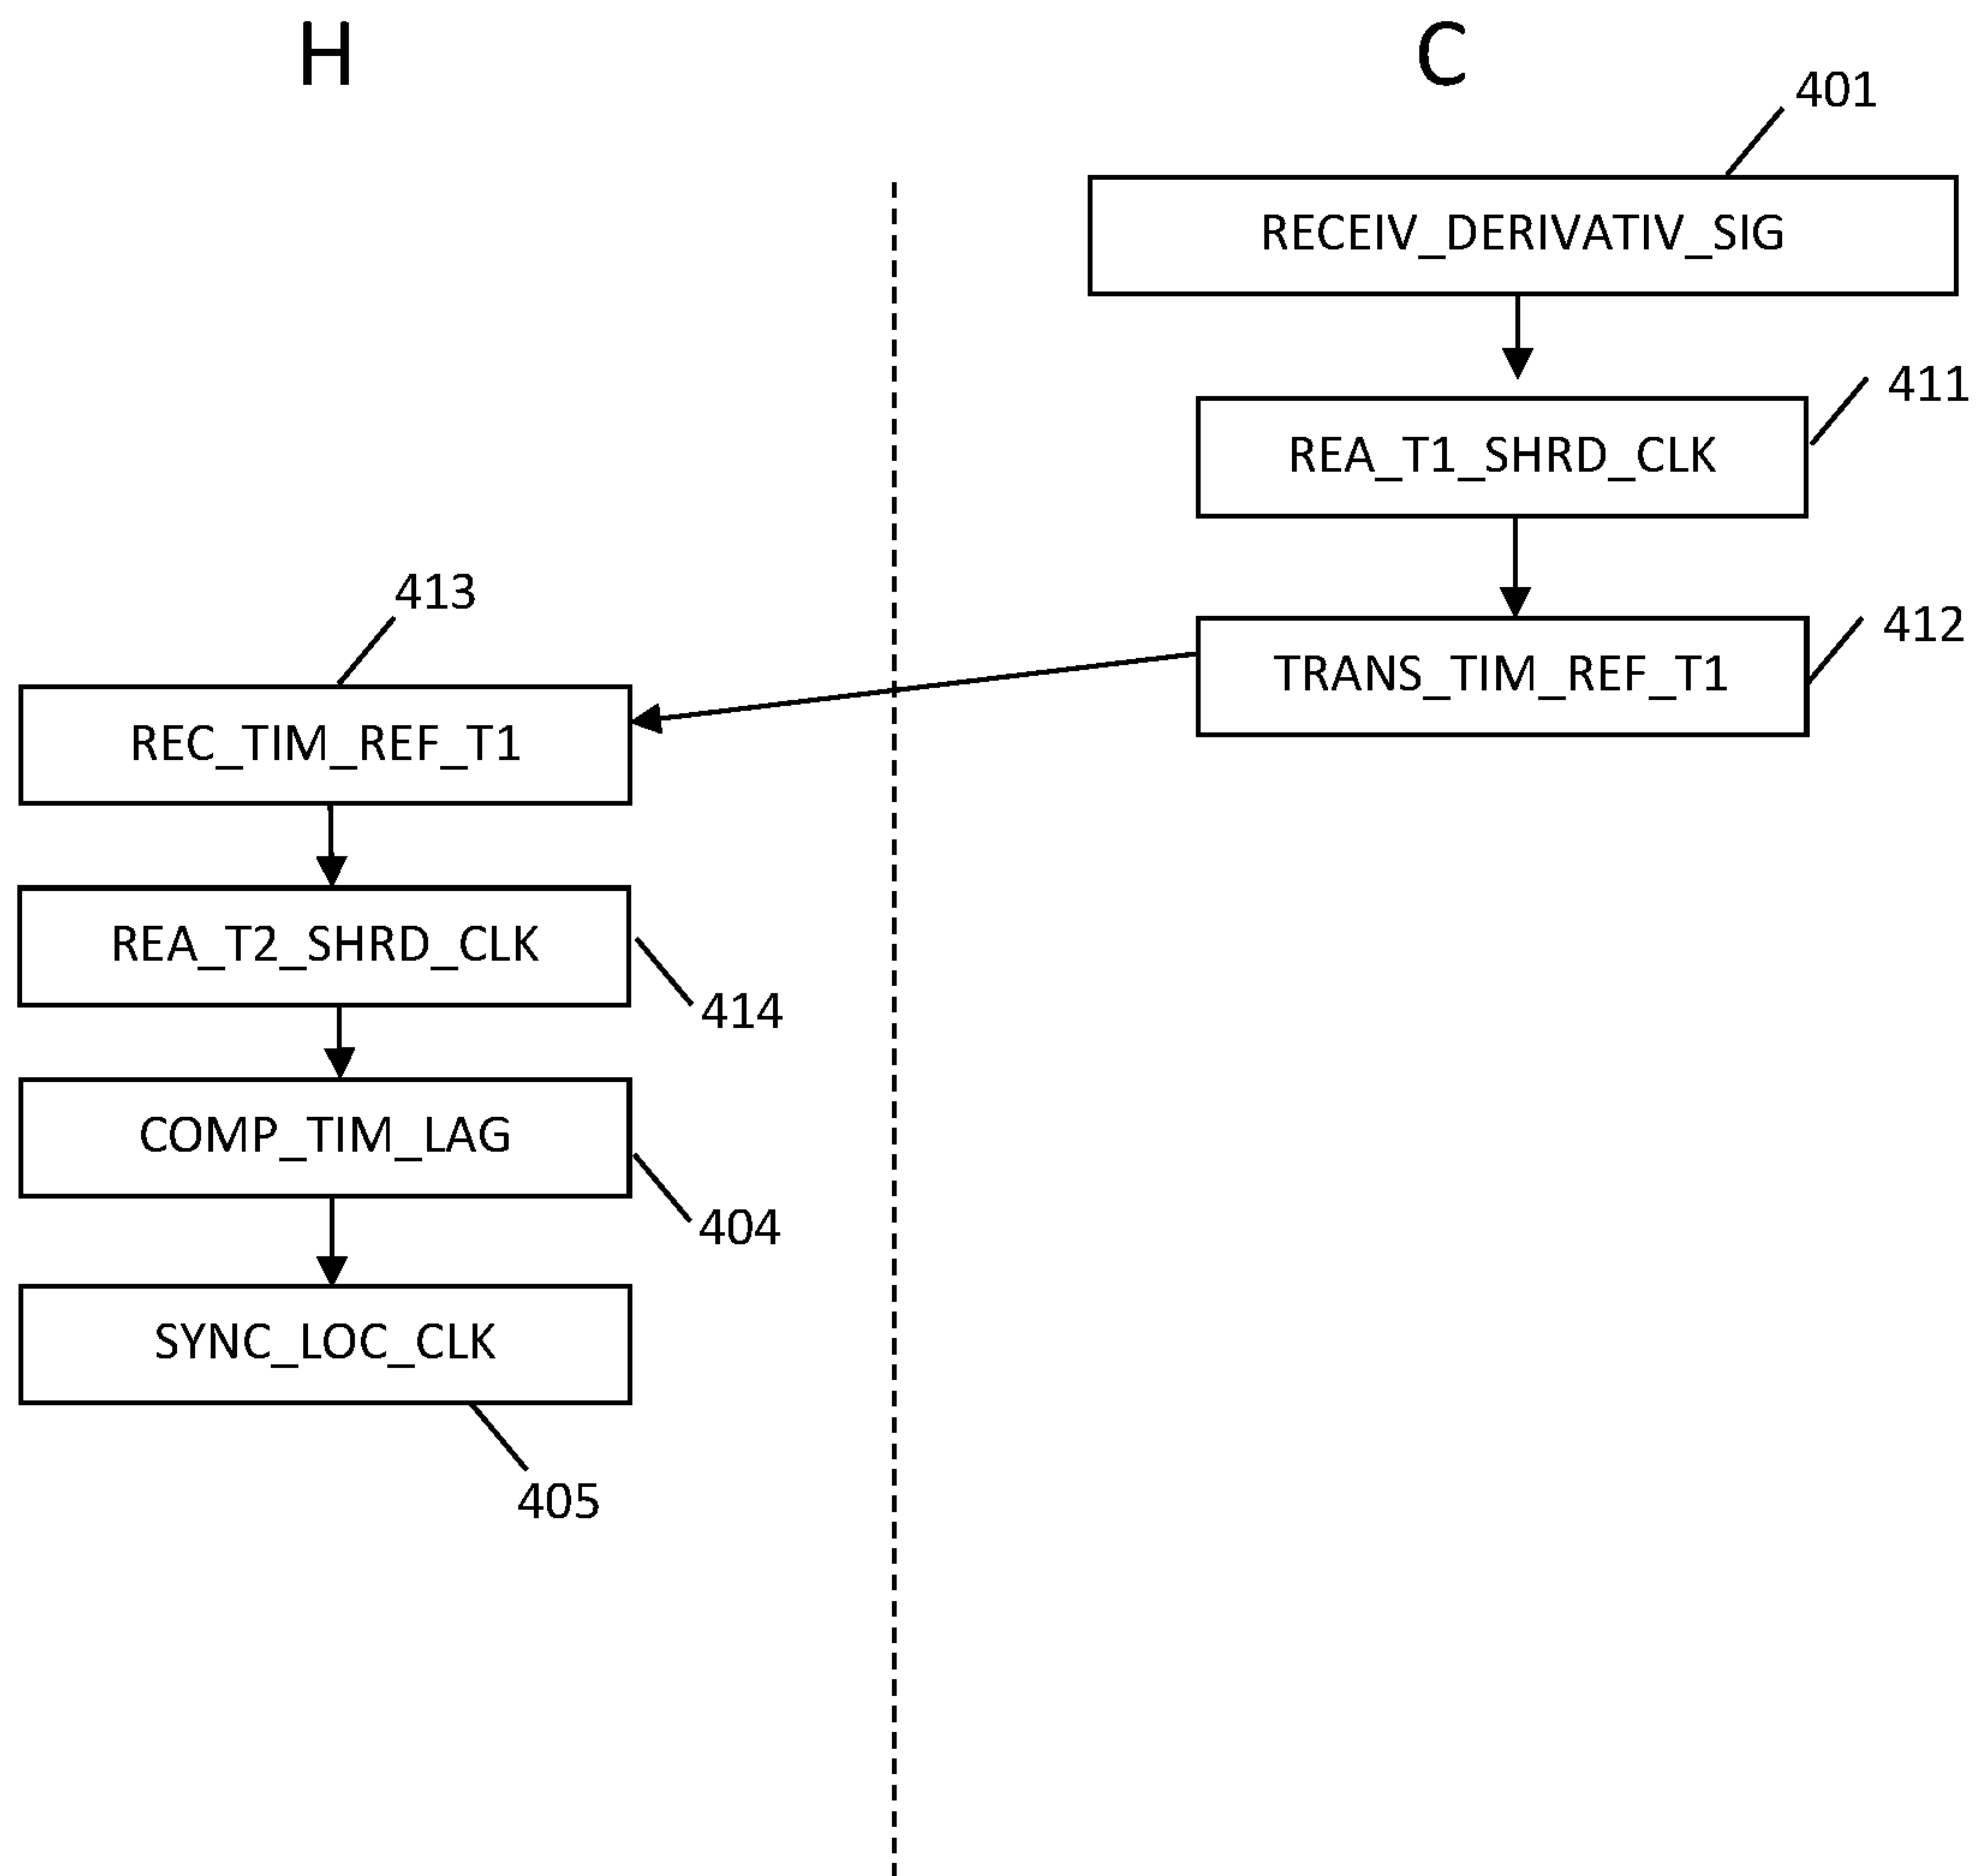 H
C
401
RECEIV_DERIVATIV_SIG
411
REA_T1_SHRD_CLK
412
TRANS_TIM_REF_T1
413
REC_TIM_REF_T1
REA_T2_SHRD_CLK
414
COMP_TIM_LAG
404
SYNC_LOC_CLK
405